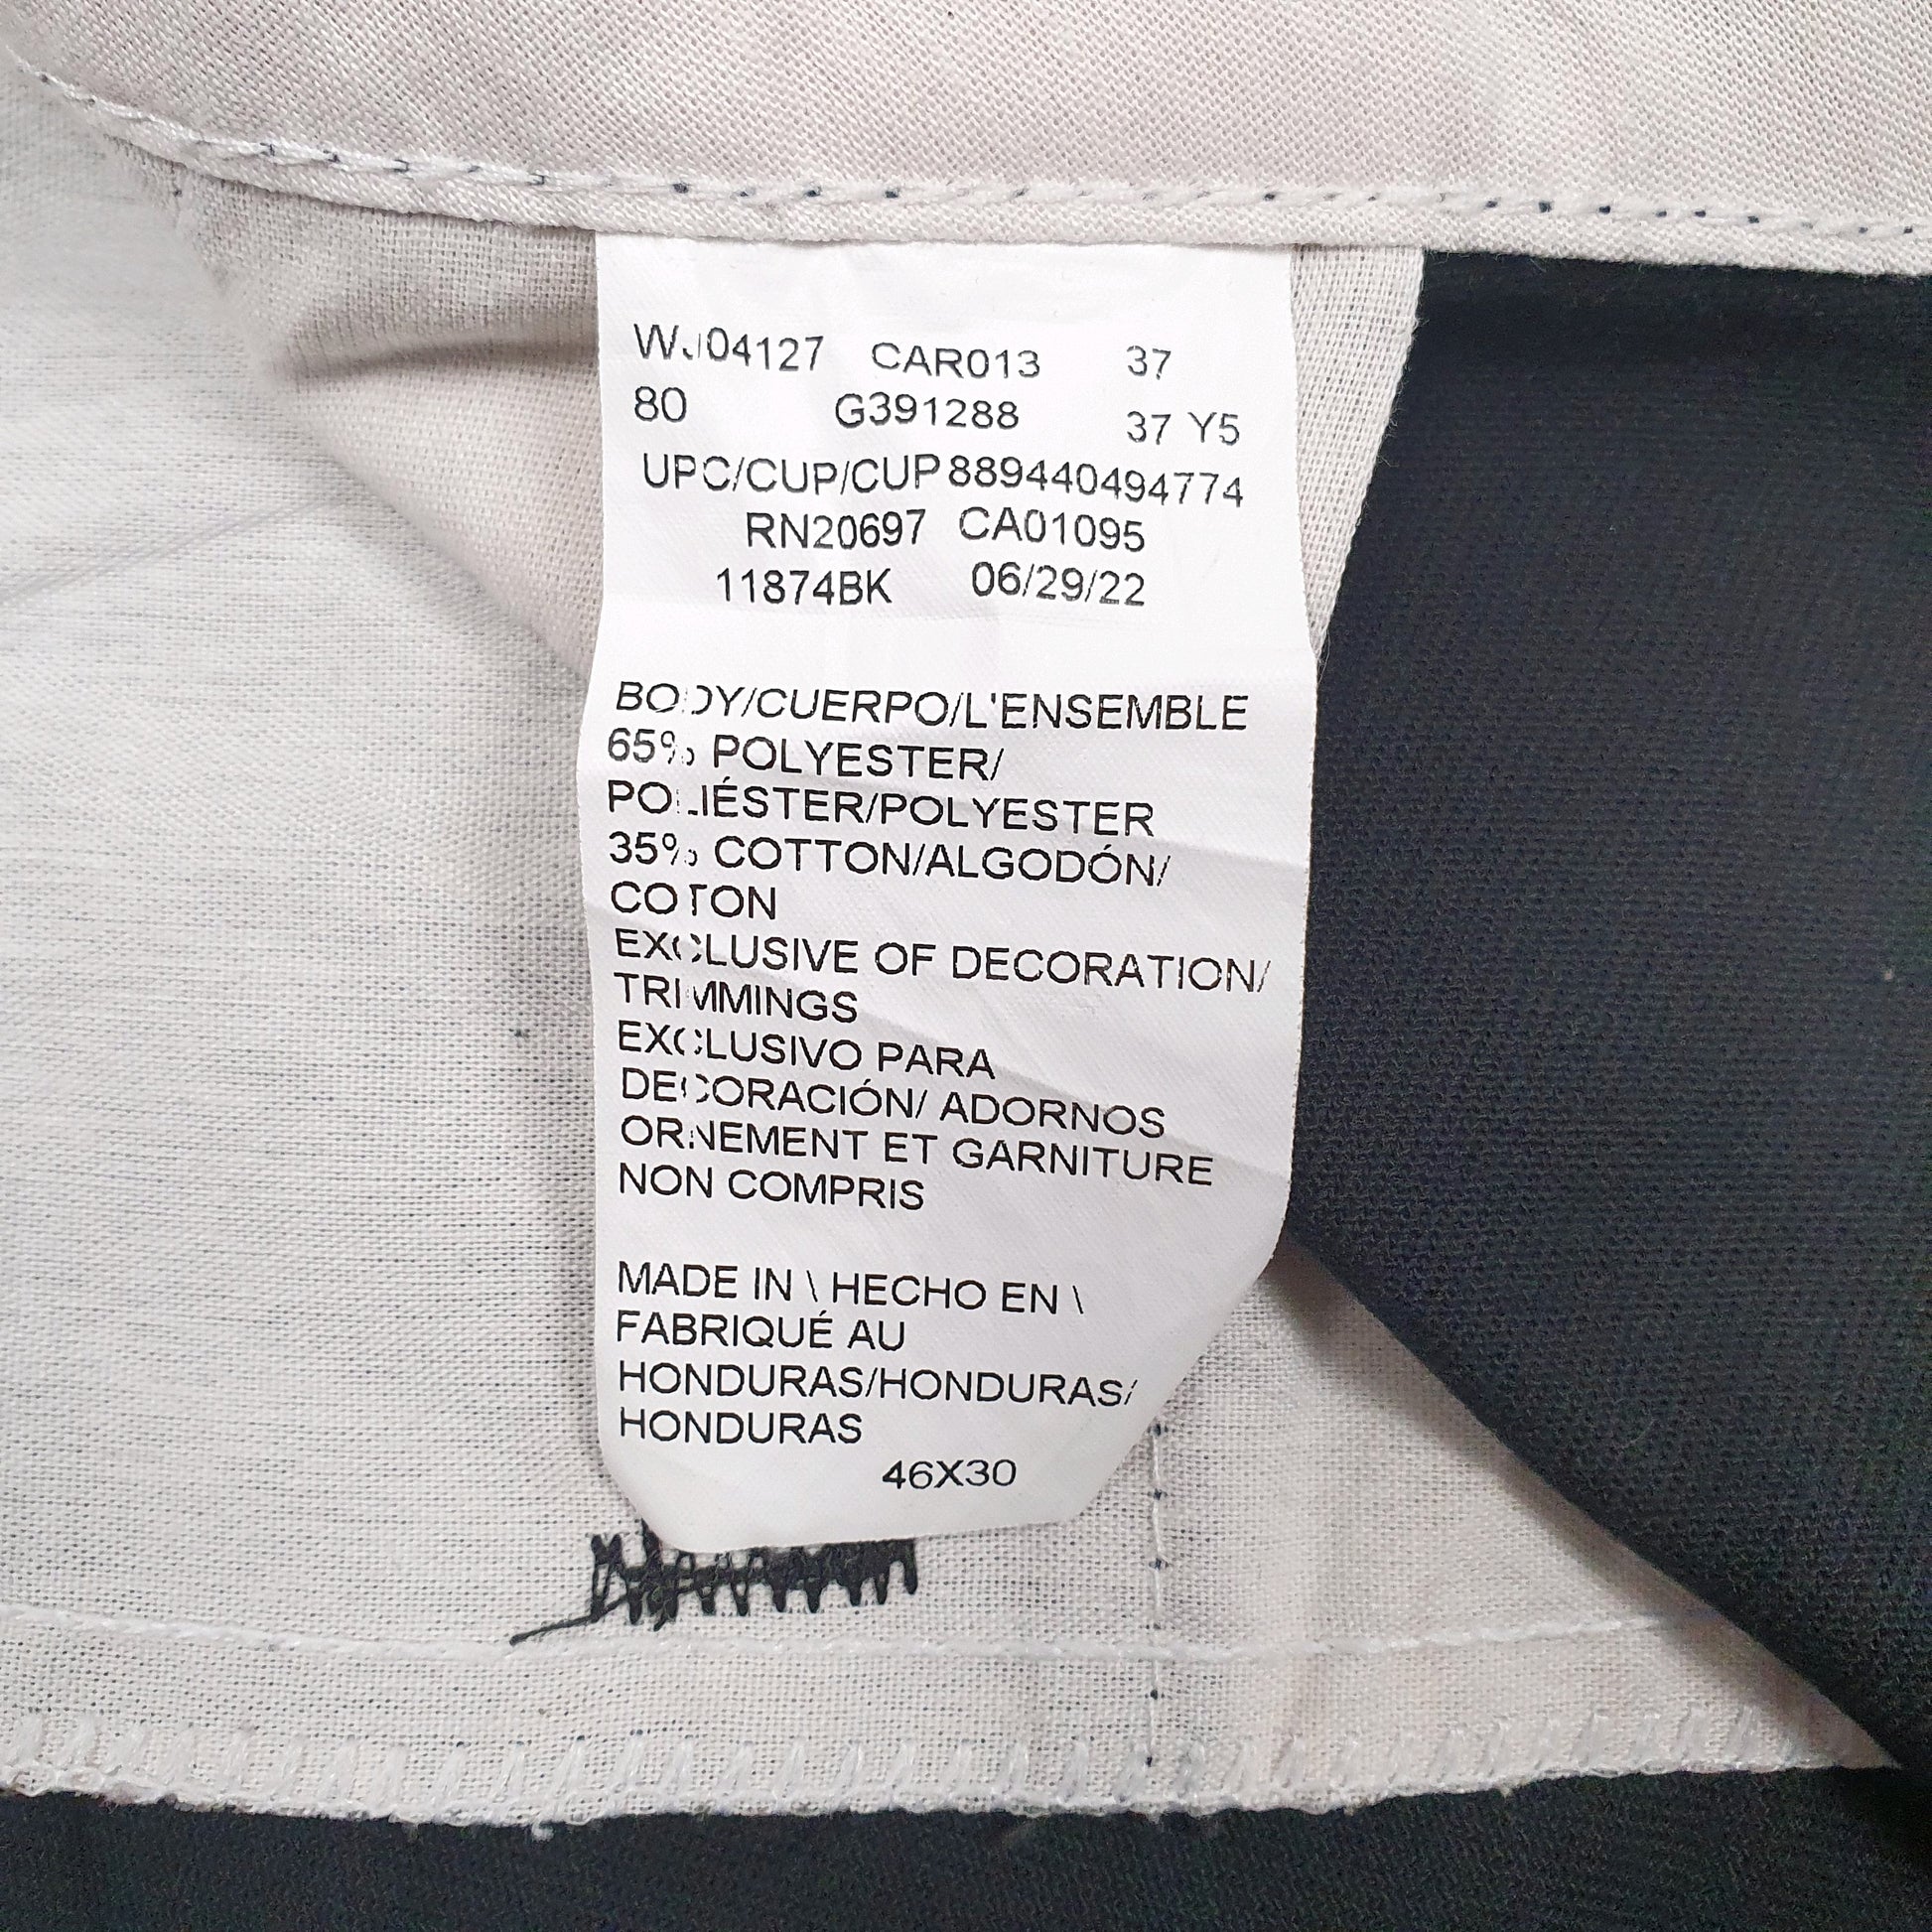 WJ04127 CAR013 37
80 G391288 37 Y5
UPC/CUP/CUP 889440494774
RN20697 CA01095
11874BK 06/29/22
BODY/CUERPO/L'ENSEMBLE
65% POLYESTER/
POLIÉSTER/POLYESTER
35% COTTON/ALGODÓN/
COTON
EXCLUSIVE OF DECORATION/
TRIMMINGS
EXCLUSIVO PARA
DECORACIÓN/ ADORNOS
ORNEMENT ET GARNITURE
NON COMPRIS
MADE IN \ HECHO EN \
FABRIQUÉ AU
HONDURAS/HONDURAS/
HONDURAS
46X30